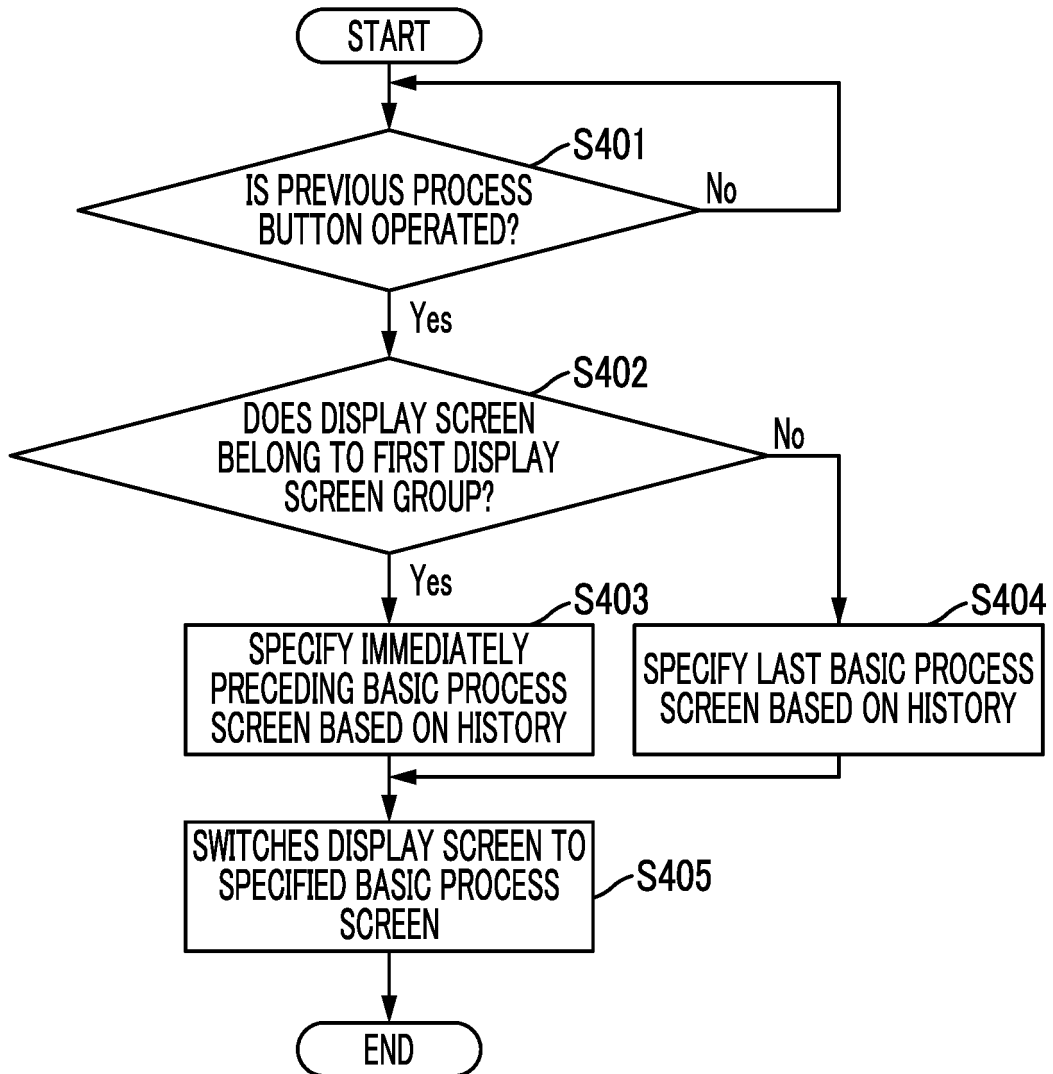 START
S401
IS PREVIOUS PROCESS
BUTTON OPERATED?
No
Yes
S402
DOES DISPLAY SCREEN
BELONG TO FIRST DISPLAY
SCREEN GROUP?
No
Yes
S403
SPECIFY IMMEDIATELY
PRECEDING BASIC PROCESS
SCREEN BASED ON HISTORY
S404
SPECIFY LAST BASIC PROCESS
SCREEN BASED ON HISTORY
SWITCHES DISPLAY SCREEN TO
SPECIFIED BASIC PROCESS
SCREEN
S405
END